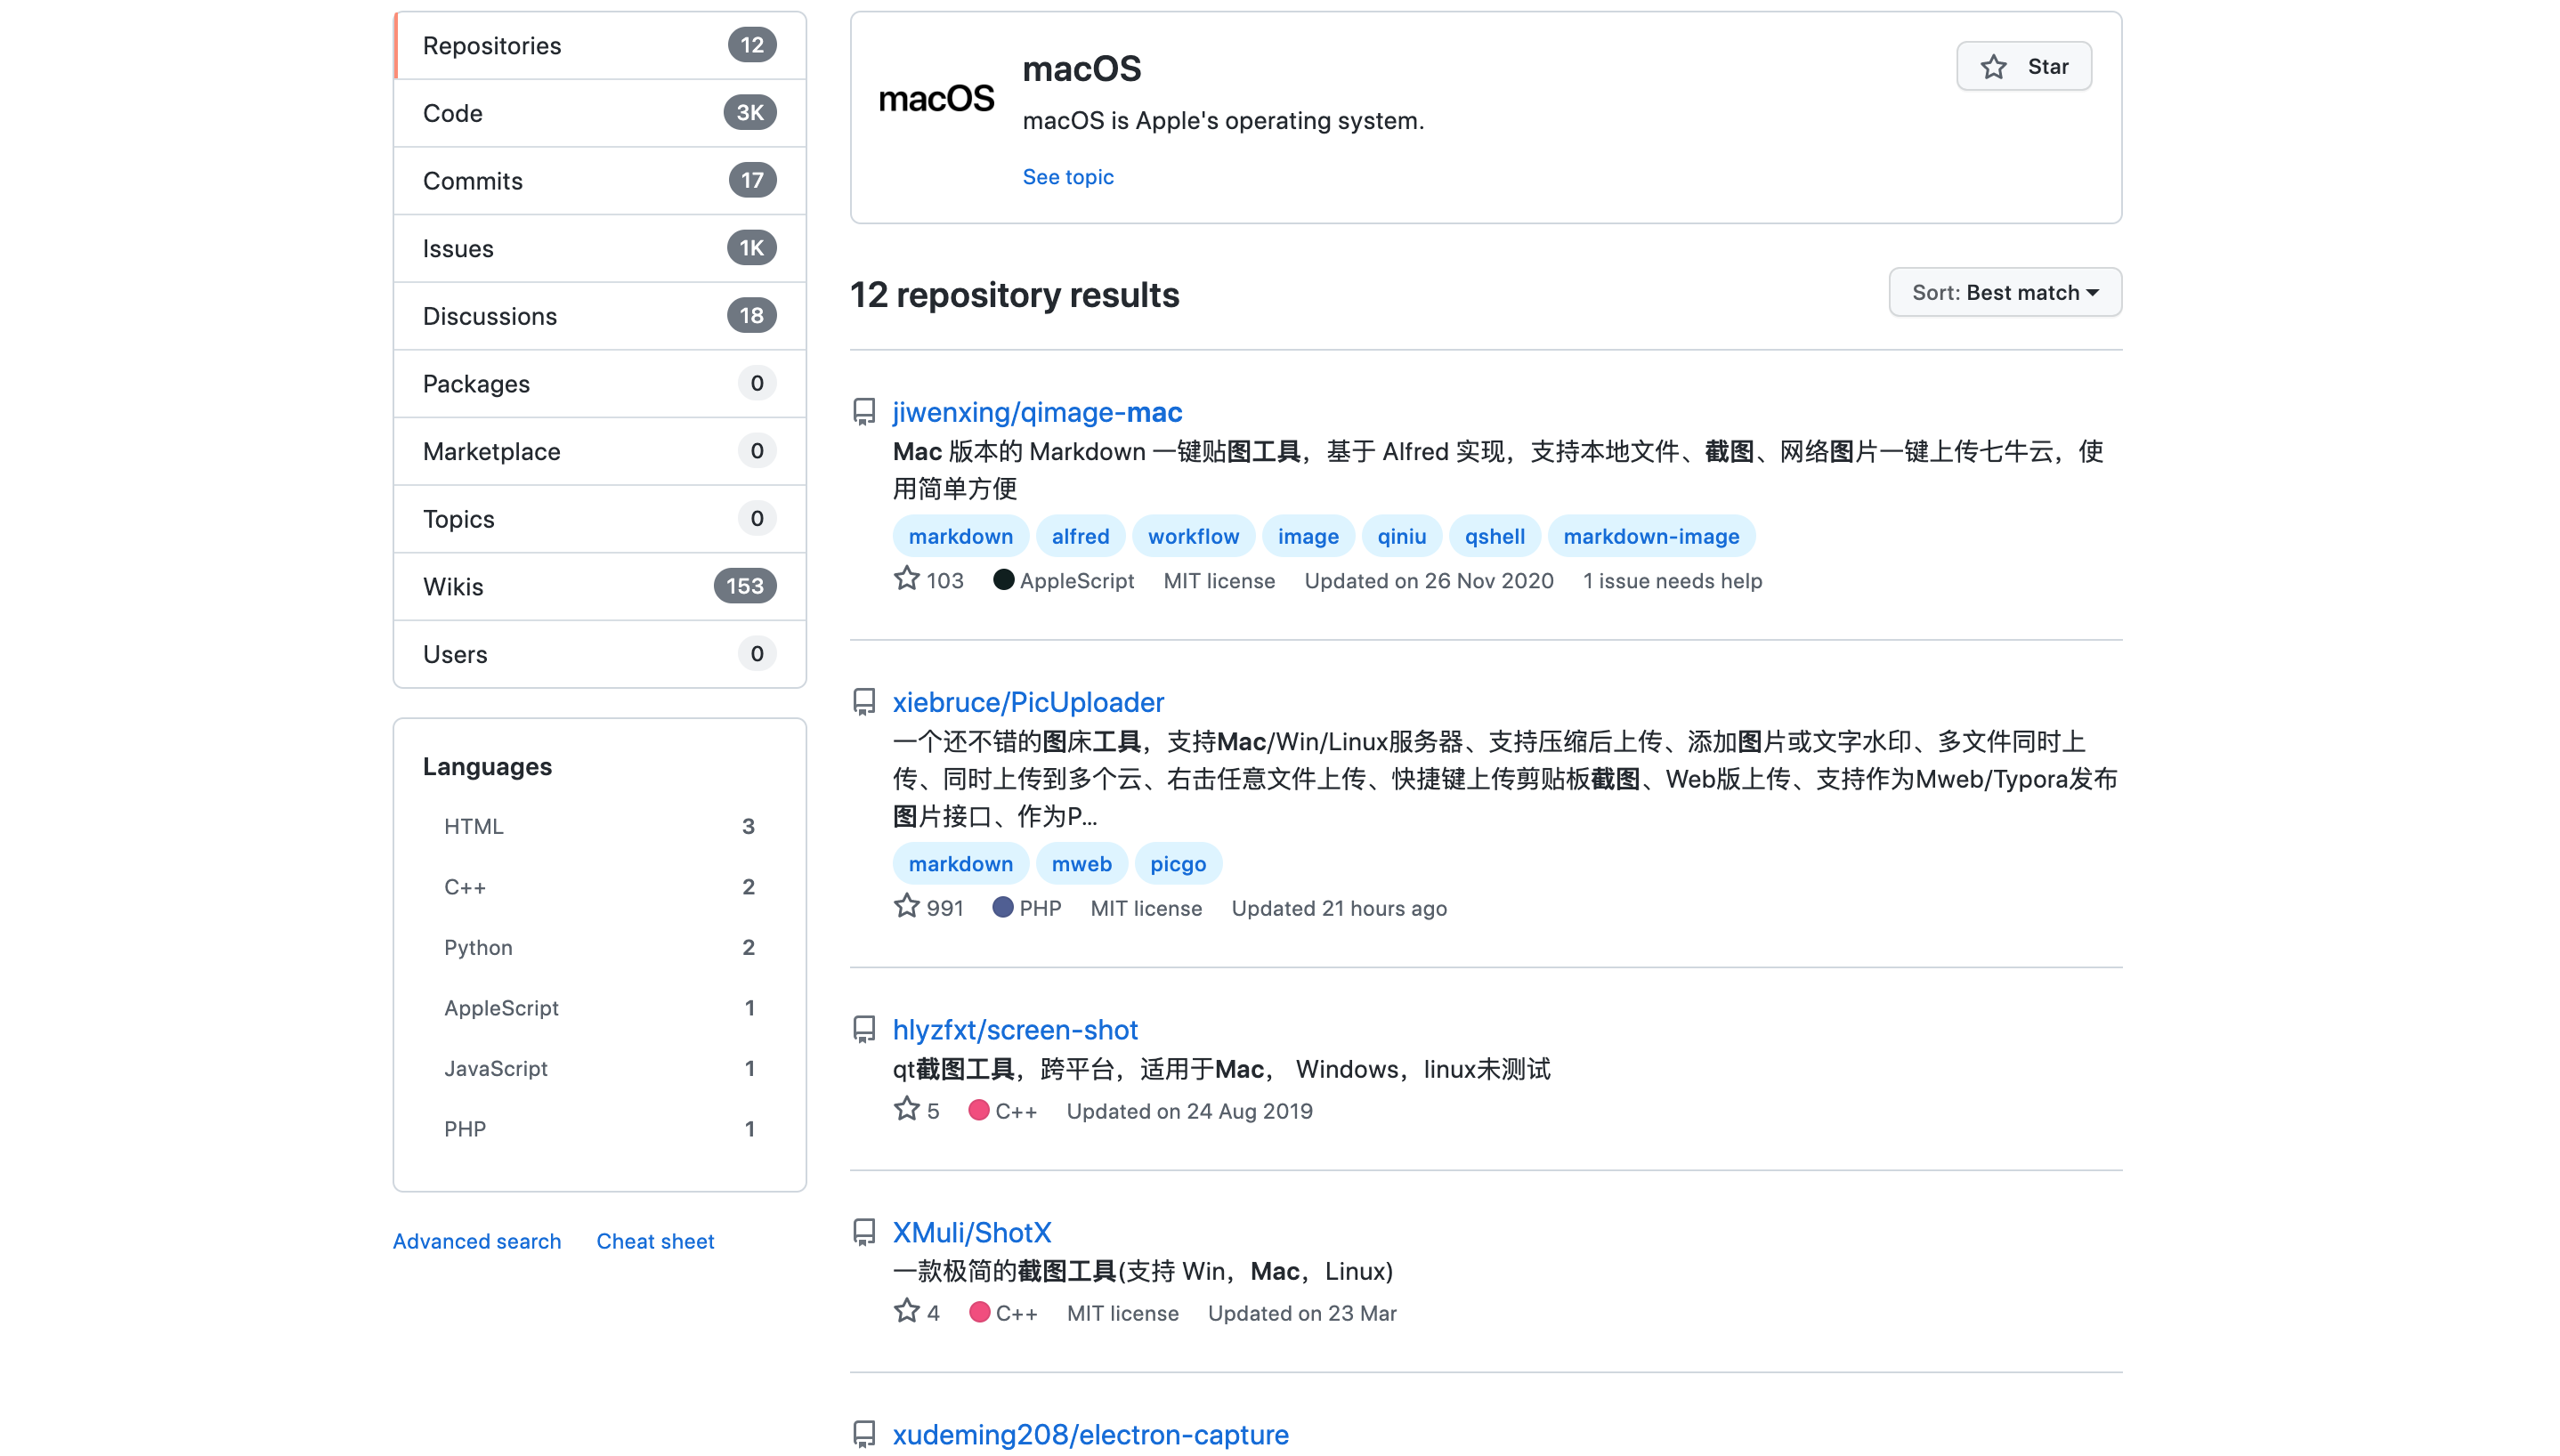 Repositories 12
Code 3K
Commits 17
Issues 1K
Discussions 18
Packages 0
Marketplace 0
Topics 0
Wikis 153
Users 0
Languages
HTML 3
C++ 2
Python 2
AppleScript 1
JavaScript 1
PHP 1
Advanced search Cheat sheet
macOS
macOS
Star
macOS is Apple's operating system.
See topic
12 repository results
Sort: Best match
jiwenxing/qimage-mac
Mac 版本的 Markdown 一键贴图工具，基于 Alfred 实现，支持本地文件、截图、网络图片一键上传七牛云，使
用简单方便
markdown alfred workflow image qiniu qshell markdown-image
103 AppleScript MIT license Updated on 26 Nov 2020 1 issue needs help
xiebruce/PicUploader
一个还不错的图床工具，支持Mac/Win/Linux服务器、支持压缩后上传、添加图片或文字水印、多文件同时上
传、同时上传到多个云、右击任意文件上传、快捷键上传剪贴板截图、Web版上传、支持作为Mweb/Typora发布
图片接口、作为P...
markdown mweb picgo
991 PHP MIT license Updated 21 hours ago
hlyzfxt/screen-shot
qt截图工具，跨平台，适用于Mac， Windows，linux未测试
5 C++ Updated on 24 Aug 2019
XMuli/ShotX
一款极简的截图工具(支持 Win，Mac，Linux)
4 C++ MIT license Updated on 23 Mar
xudeming208/electron-capture